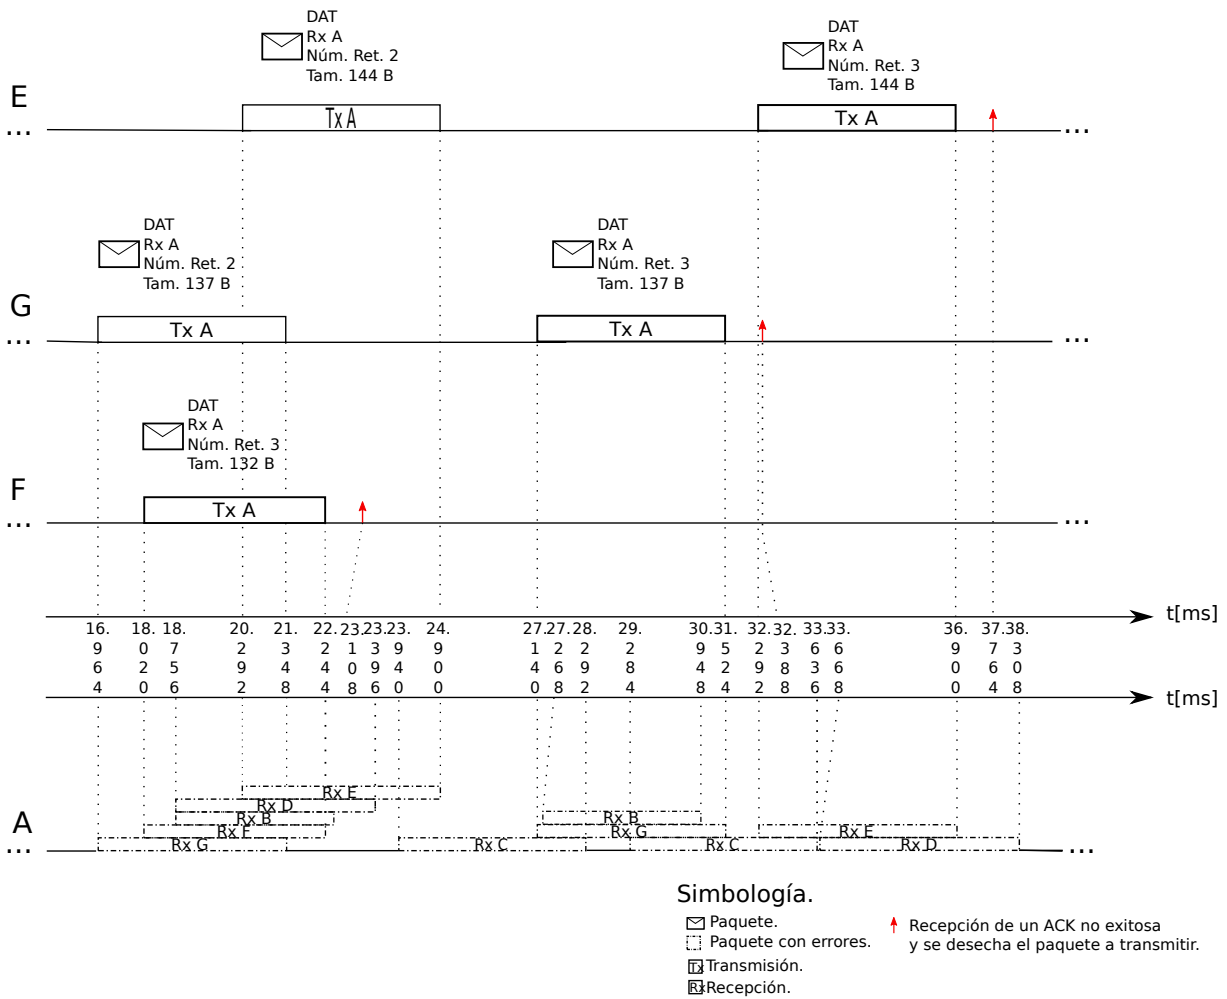 DAT
Rx A
Núm. Ret. 2
Tam. 144 B
DAT
Rx A
Núm. Ret. 3
Tam. 144 B
E
Tx A
Tx A
...
...
DAT
Rx A
Núm. Ret. 2
Tam. 137 B
DAT
Rx A
Núm. Ret. 3
Tam. 137 B
G
Tx A
Tx A
...
...
DAT
Rx A
Núm. Ret. 3
Tam. 132 B
F
Tx A
...
...
t[ms]
16.964
18.020
18.756
20.292
21.348
22.244
23.108
23.396
23.940
24.900
27.140
27.268
28.292
29.284
30.948
31.524
32.292
32.388
33.636
33.668
36.900
37.764
38.308
t[ms]
Rx E
Rx D
Rx B
Rx B
A
Rx F
Rx G
Rx E
Rx G
Rx C
Rx C
Rx D
...
...
Simbología.
Paquete.
Paquete con errores.
Tx Transmisión.
Rx Recepción.
Recepción de un ACK no exitosa
y se desecha el paquete a transmitir.